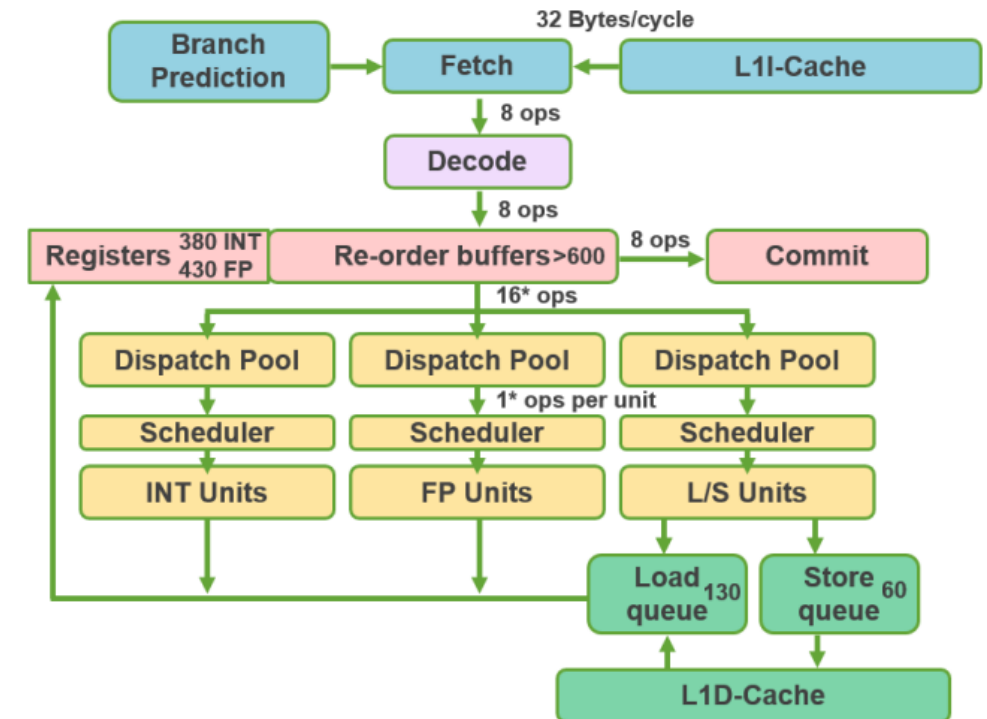 32 Bytes/cycle
Branch
Prediction
Fetch
L1I-Cache
8 ops
Decode
8 ops
Registers 380 INT
430 FP
Re-order buffers >600
8 ops
Commit
16* ops
Dispatch Pool
Dispatch Pool
Dispatch Pool
1* ops per unit
Scheduler
Scheduler
Scheduler
INT Units
FP Units
L/S Units
Load
queue 130
Store
queue 60
L1D-Cache